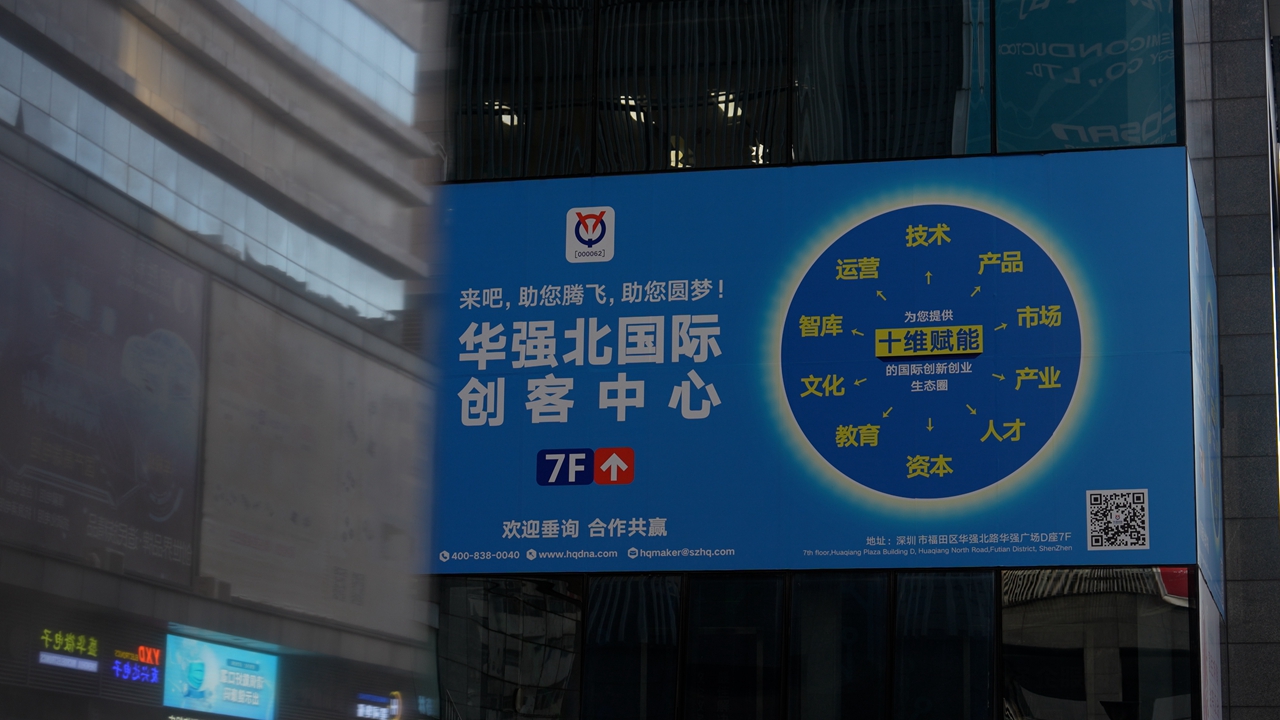 [000062]
来吧,助您腾飞,助您圆梦!
华强北国际
创客中心
7F
欢迎垂询 合作共赢
400-838-0040 www.hqdna.com hqmaker@szhq.com
技术
产品
市场
产业
人才
资本
教育
文化
智库
运营
为您提供
十维赋能
的国际创新创业
生态圈
地址：深圳市福田区华强北路华强广场D座7F
7th floor,Huaqiang Plaza Building D, Huaqiang North Road,Futian District, ShenZhen
YXD